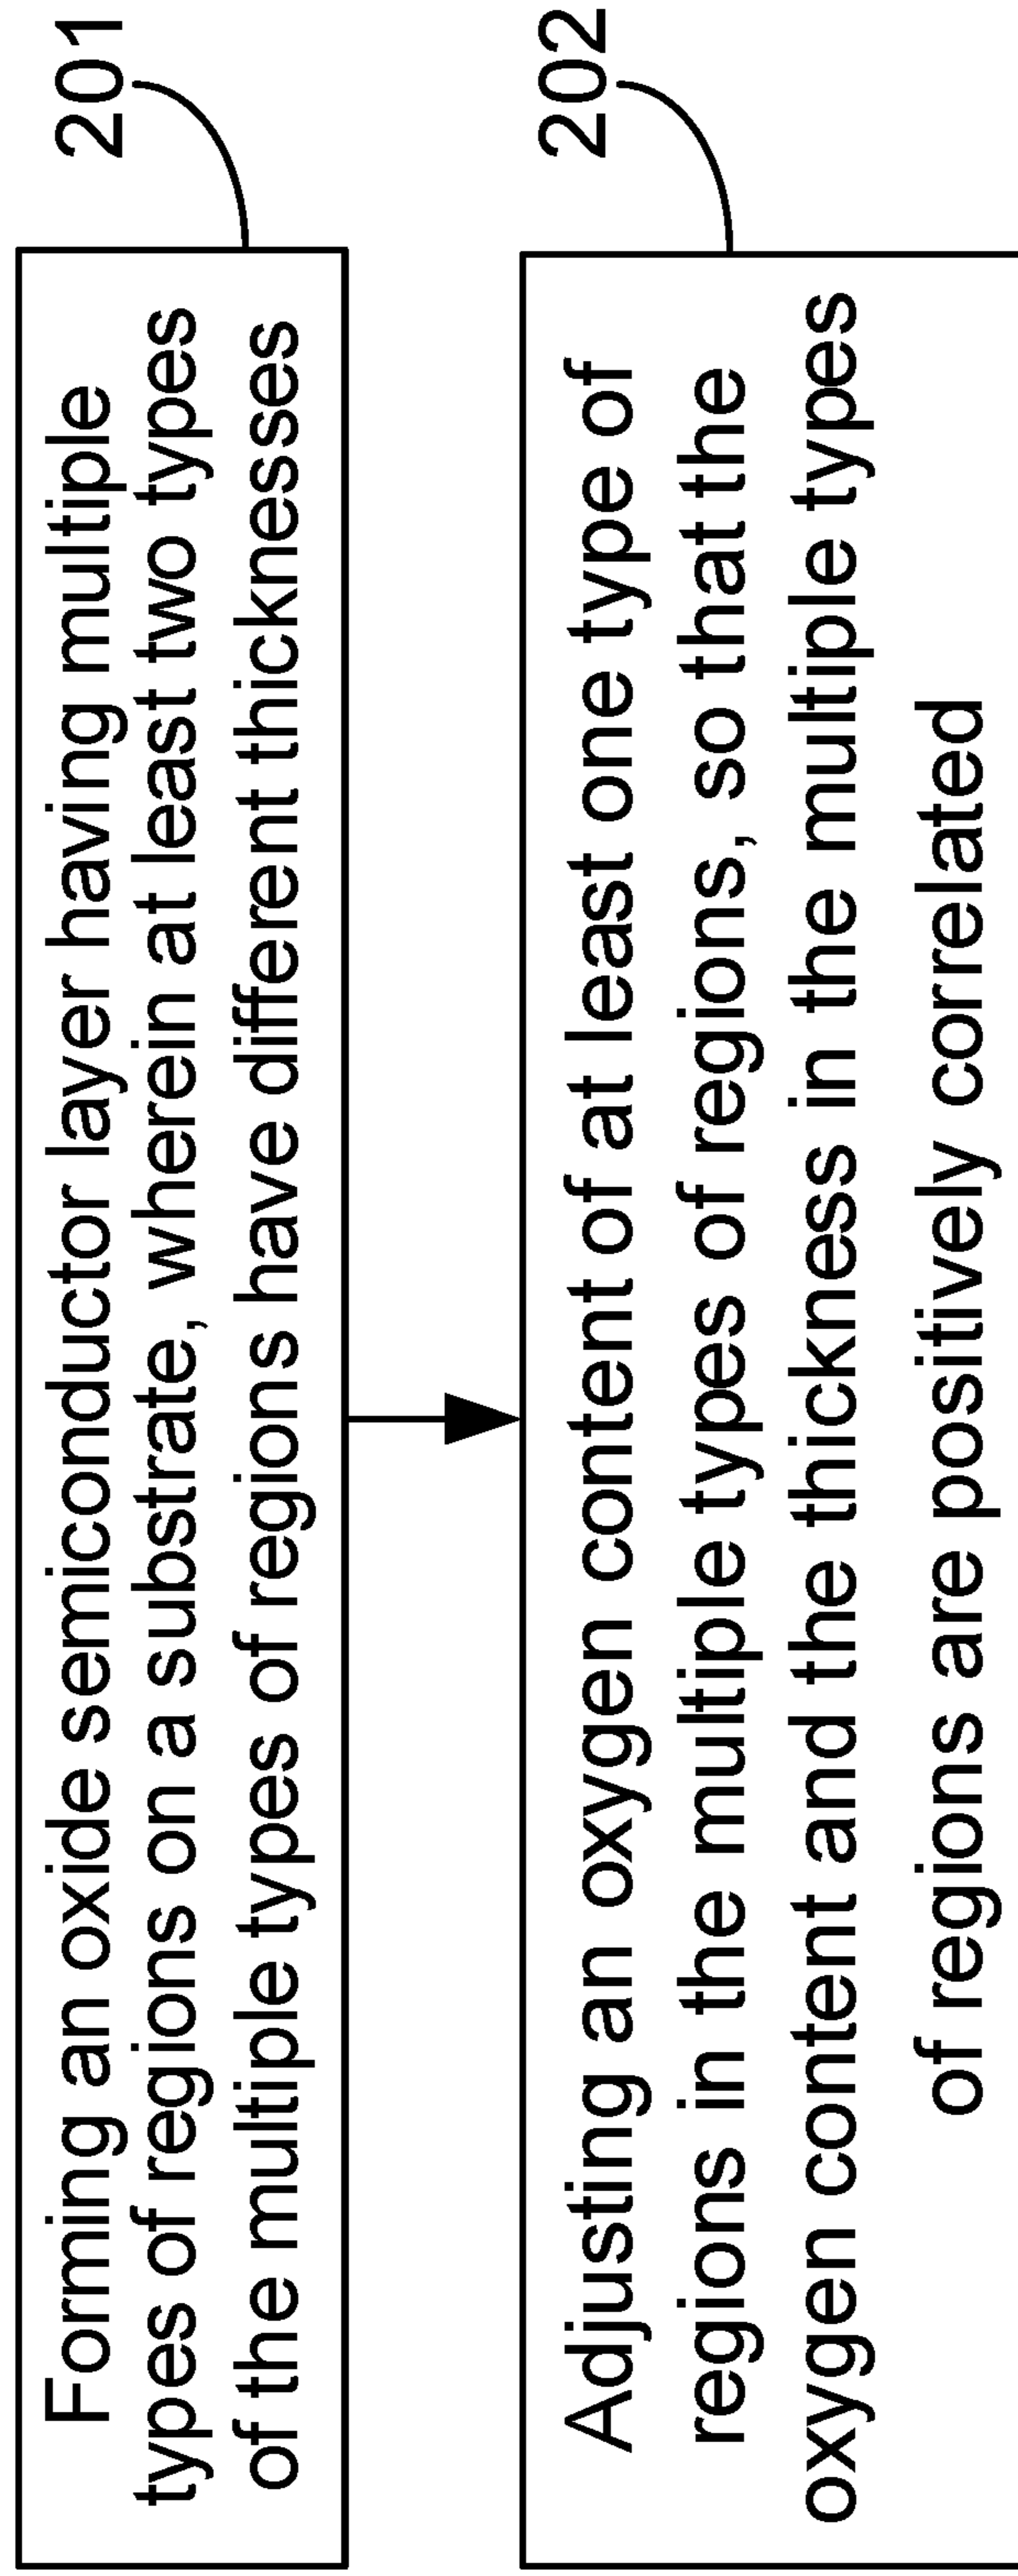 Forming an oxide semiconductor layer having multiple
types of regions on a substrate, wherein at least two types
of the multiple types of regions have different thicknesses
201
Adjusting an oxygen content of at least one type of
regions in the multiple types of regions, so that the
oxygen content and the thickness in the multiple types
of regions are positively correlated
202